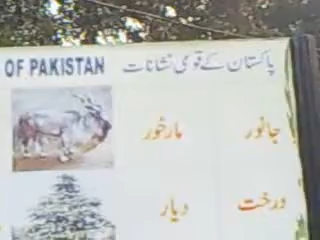 OF PAKISTAN پاکستان کے قومی نشانات
جانور مارخور
درخت دیار